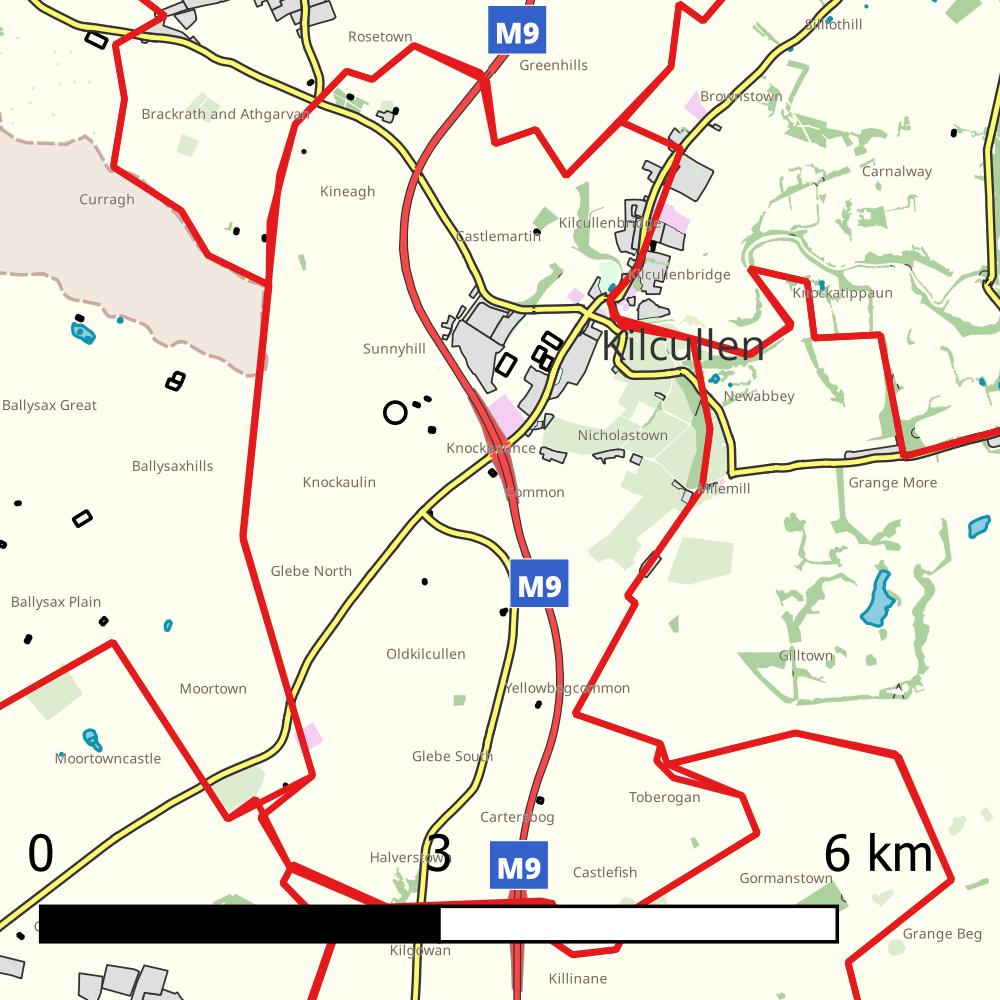 Silliothill
M9
Rosetown
Greenhills
Brownstown
Brackrath and Athgarvan
Carnalway
Kineagh
Curragh
Kilcullenbridge
Castlemartin
Kilcullenbridge
Knockatippaun
Kilcullen
Sunnyhill
Newabbey
Ballysax Great
Nicholastown
Knockbounce
Ballysaxhills
Knockaulin
Common
Milemill
Grange More
Glebe North
M9
Ballysax Plain
Oldkilcullen
Gilltown
Moortown
Yellowbogcommon
Moortowncastle
Glebe South
Toberogan
Cartersbog
0
3
6 km
Halverstown
M9
Castlefish
Gormanstown
Grange Beg
Kilgowan
Killinane